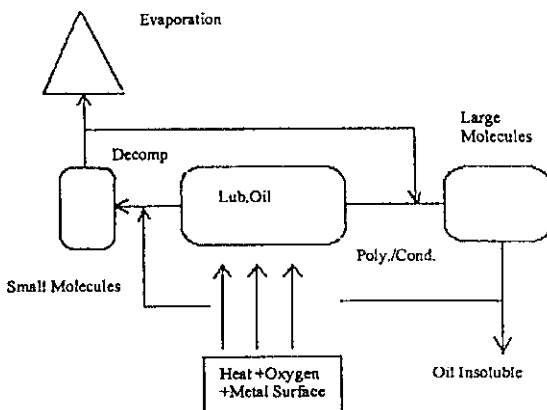 Evaporation
Large
Molecules
Decomp
Lub.Oil
Poly./Cond.
Small Molecules
Heat +Oxygen
+Metal Surface
Oil Insoluble